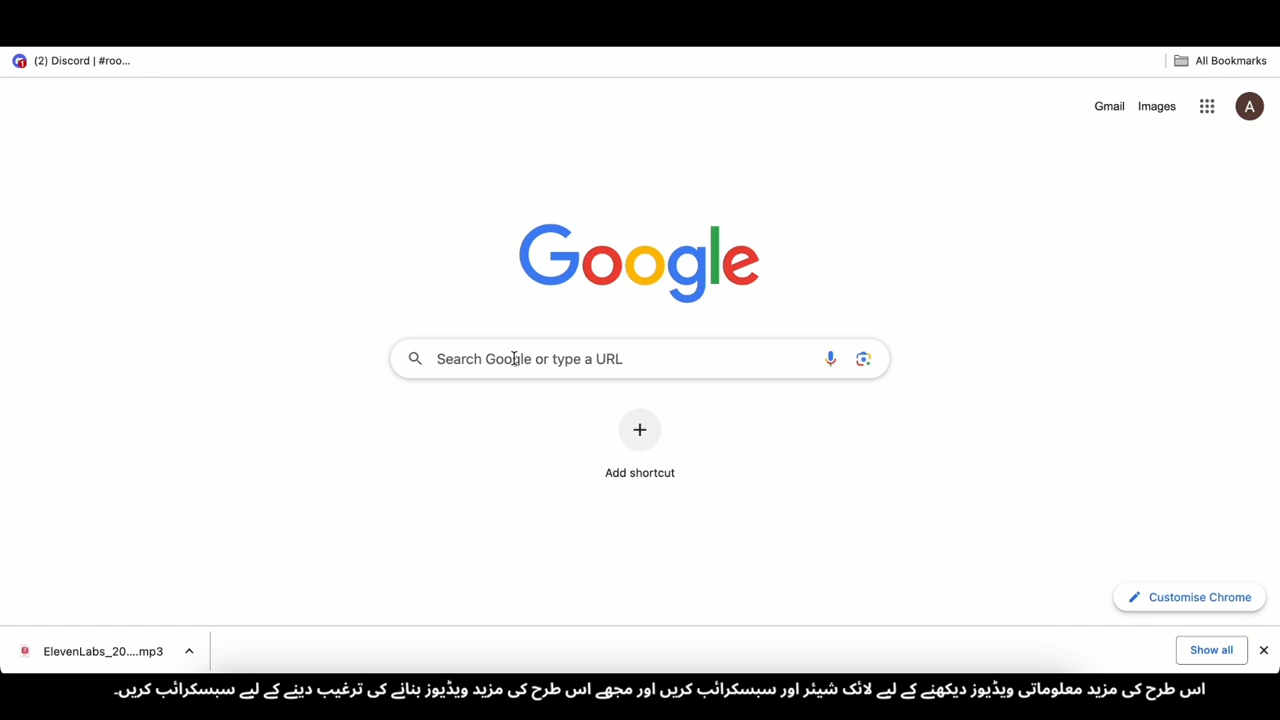 (2) Discord | #roo...
All Bookmarks
Gmail
Images
A
Google
Search Google or type a URL
Add shortcut
Customise Chrome
ElevenLabs_20....mp3
Show all
اس طرح کی مزید معلوماتی ویڈیوز دیکھنے کے لیے لائک شیئر اور سبسکرائب کریں اور مجھے اس طرح کی مزید ویڈیوز بنانے کی ترغیب دینے کے لیے سبسکرائب کریں۔